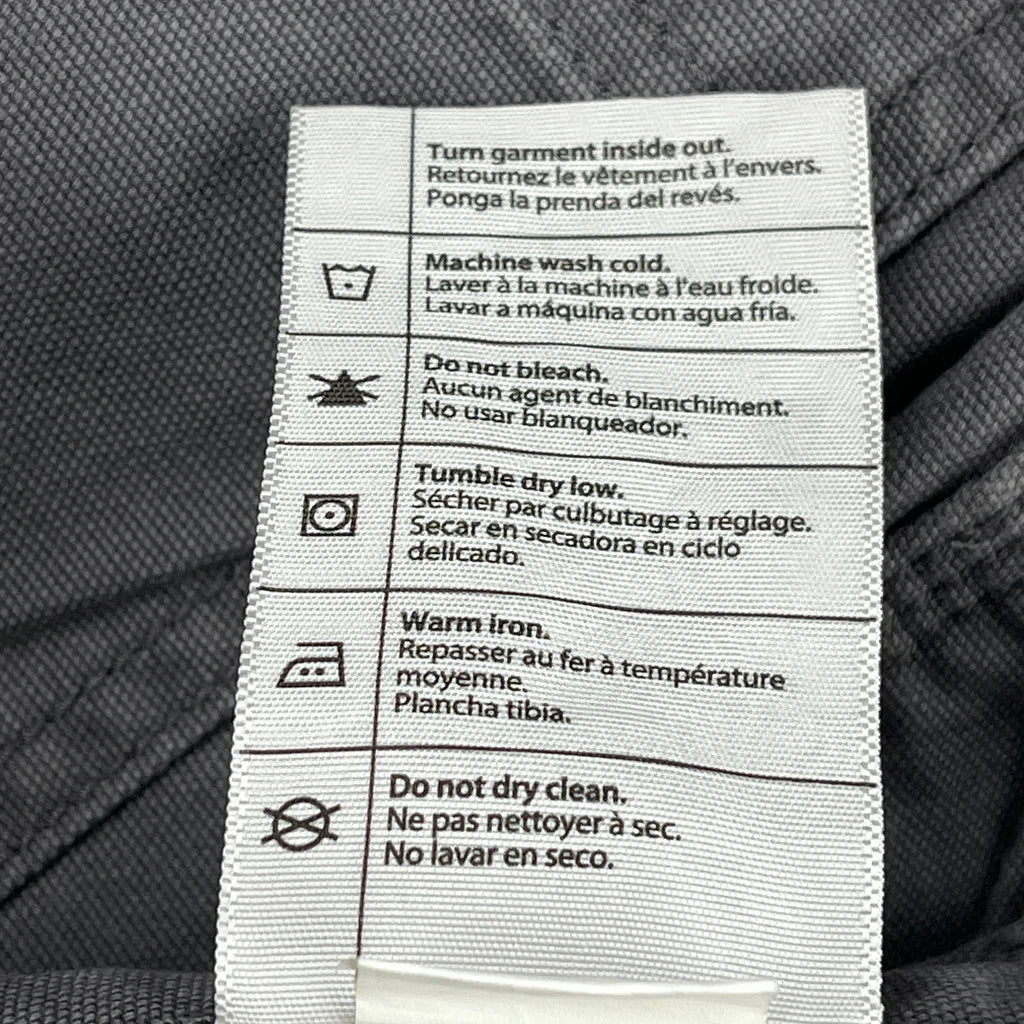 Turn garment inside out.
Retournez le vêtement à l'envers.
Ponga la prenda del revés.
Machine wash cold.
Laver à la machine à l'eau froide.
Lavar a máquina con agua fría.
Do not bleach.
Aucun agent de blanchiment.
No usar blanqueador.
Tumble dry low.
Sécher par culbutage à réglage.
Secar en secadora en ciclo
delicado.
Warm iron.
Repasser au fer à température
moyenne.
Plancha tibia.
Do not dry clean.
Ne pas nettoyer à sec.
No lavar en seco.